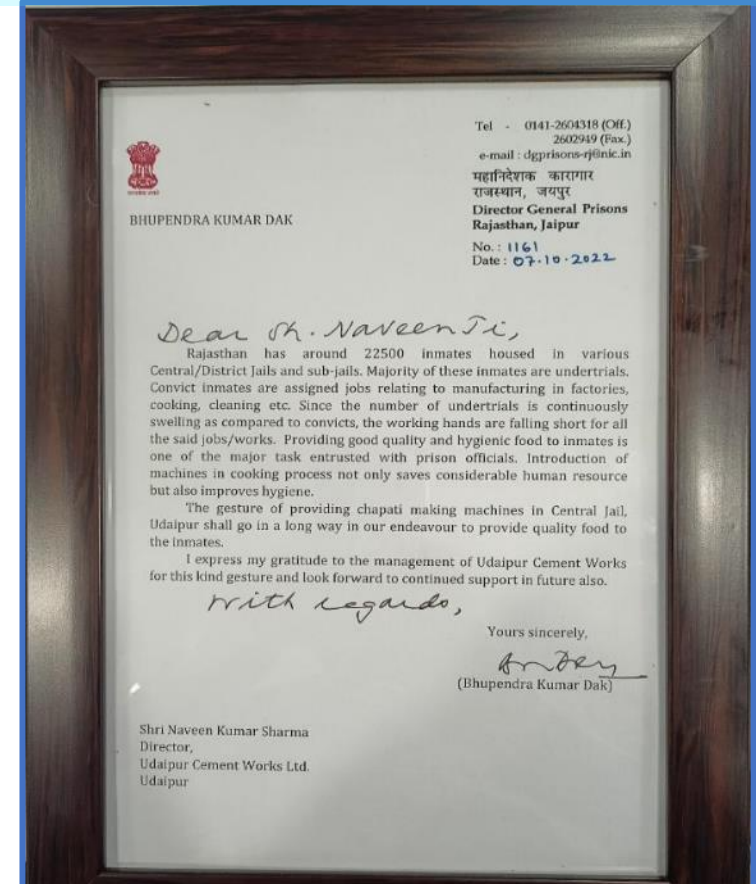 Tel - 0141-2604318 (Off.)
2602949 (Fax.)
e-mail : dgprisons-rj@nic.in
महानिदेशक कारागार
राजस्थान, जयपुर
Director General Prisons
Rajasthan, Jaipur
No. : 1161
Date : 07.10.2022
BHUPENDRA KUMAR DAK
Dear Sh. Naveen Ji,
Rajasthan has around 22500 inmates housed in various
Central/District Jails and sub-jails. Majority of these inmates are undertrials.
Convict inmates are assigned jobs relating to manufacturing in factories,
cooking, cleaning etc. Since the number of undertrials is continuously
swelling as compared to convicts, the working hands are falling short for all
the said jobs/works. Providing good quality and hygienic food to inmates is
one of the major task entrusted with prison officials. Introduction of
machines in cooking process not only saves considerable human resource
but also improves hygiene.
The gesture of providing chapati making machines in Central Jail,
Udaipur shall go in a long way in our endeavour to provide quality food to
the inmates.
I express my gratitude to the management of Udaipur Cement Works
for this kind gesture and look forward to continued support in future also.
With regards,
Yours sincerely,
(Bhupendra Kumar Dak)
Shri Naveen Kumar Sharma
Director,
Udaipur Cement Works Ltd.
Udaipur